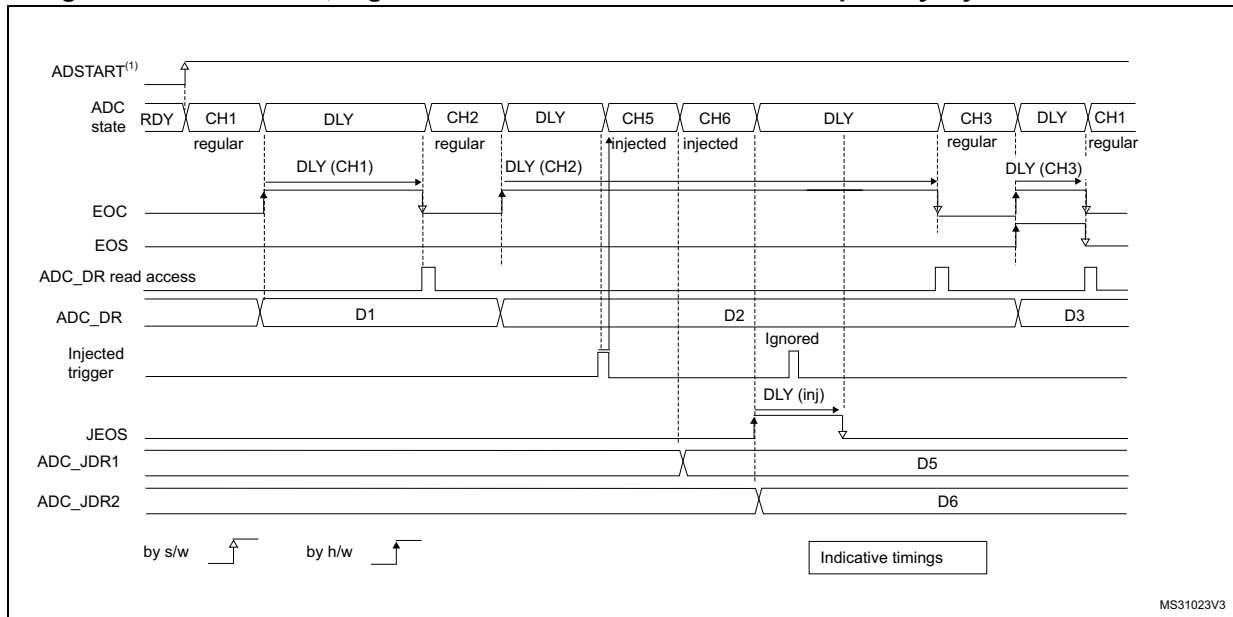 ADSTART(1)
ADC
state
RDY CH1 DLY CH2 DLY CH5 CH6 DLY CH3 DLY CH1
regular regular injected injected regular regular
DLY (CH1) DLY (CH2) DLY (CH3)
EOC
EOS
ADC_DR read access
ADC_DR D1 D2 D3
Injected
trigger
Ignored
DLY (inj)
JEOS
ADC_JDR1 D5
ADC_JDR2 D6
by s/w by h/w Indicative timings
MS31023V3